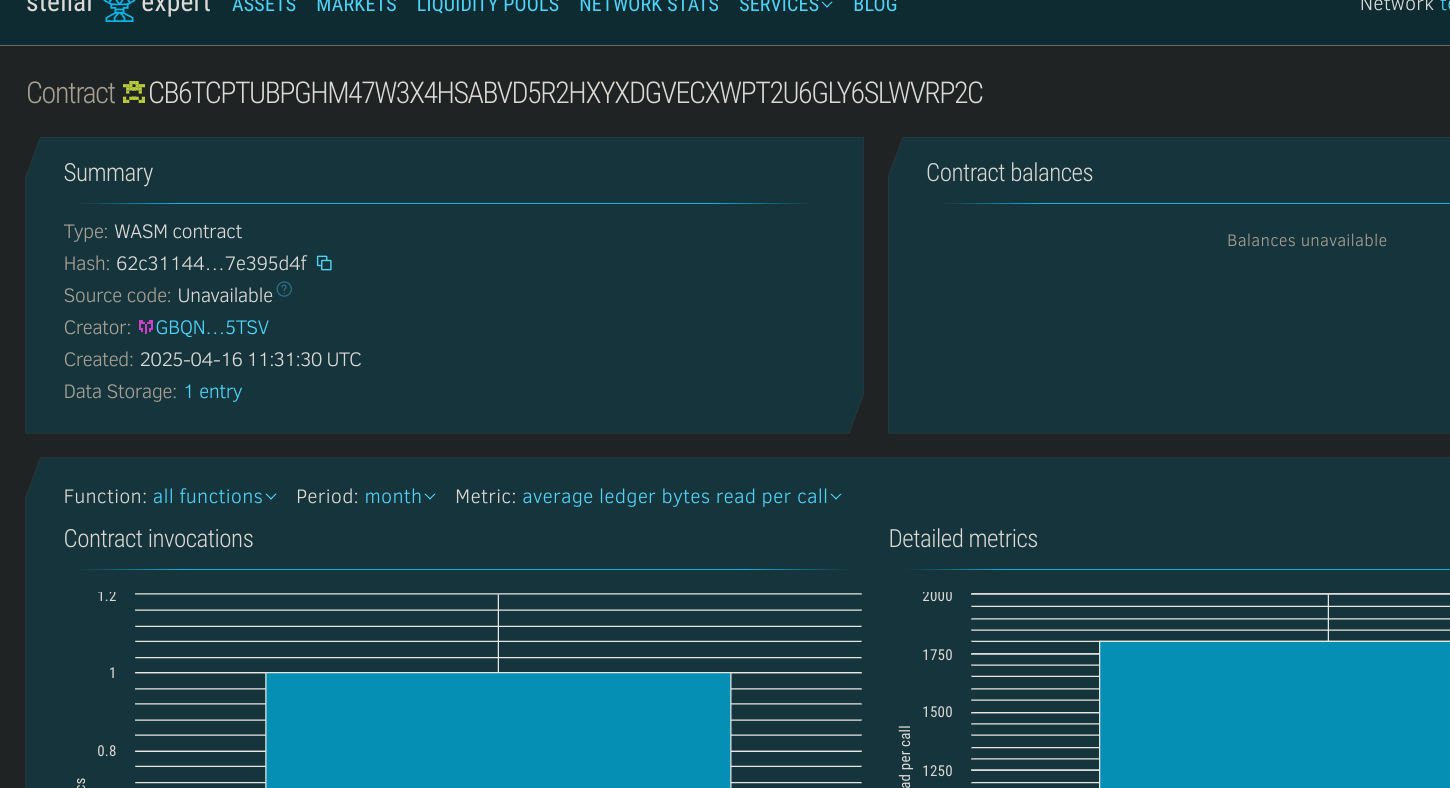 stellar expert ASSETS MARKETS LIQUIDITY POOLS NETWORK STATS SERVICES BLOG Network
Contract CB6TCPTUBPGHM47W3X4HSABVD5R2HXYXDGVECXWPT2U6GLY6SLWVRP2C
Summary
Type: WASM contract
Hash: 62c31144…7e395d4f
Source code: Unavailable ?
Creator: GBQN…5TSV
Created: 2025-04-16 11:31:30 UTC
Data Storage: 1 entry
Contract balances
Balances unavailable
Function: all functions Period: month Metric: average ledger bytes read per call
Contract invocations
1.2
1
0.8
Detailed metrics
2000
1750
1500
1250
per call